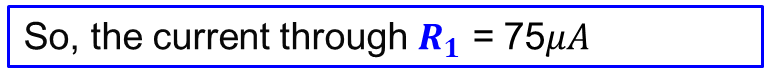 So, the current through R₁ = 75μA